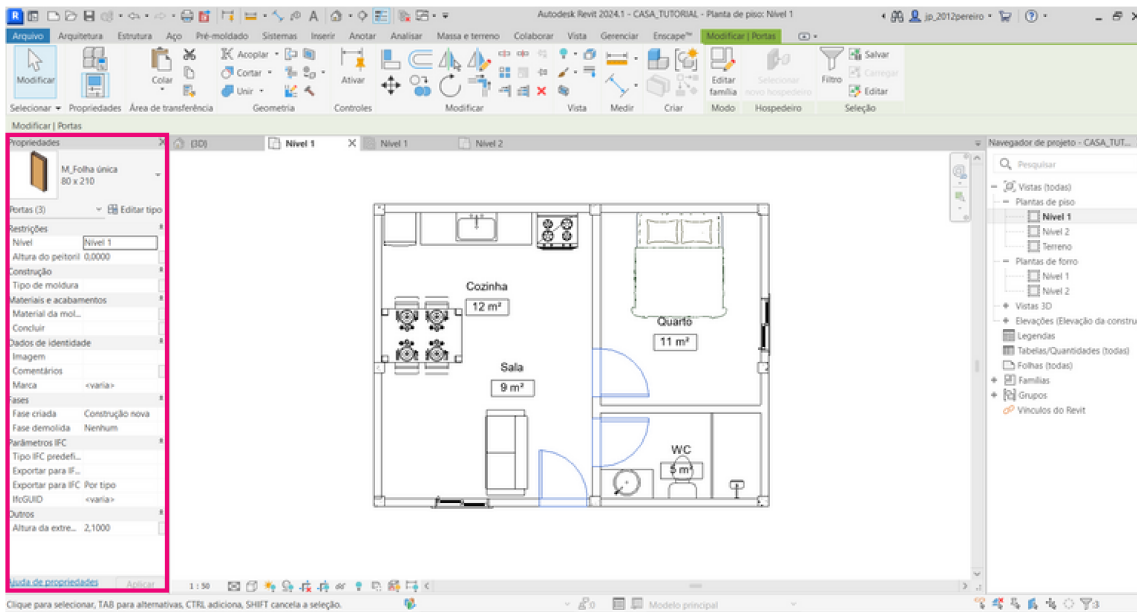 Autodesk Revit 2024.1 - CASA_TUTORIAL - Planta de piso: Nível 1
jp_2012pereiro
Arquivo Arquitetura Estrutura Aço Pré-moldado Sistemas Inserir Anotar Analisar Massa e terreno Colaborar Vista Gerenciar Enscape™ Modificar | Portas
Modificar
Colar
Acoplar
Cortar
Unir
Ativar
Editar família
Selecionar novo hospedeiro
Filtro
Salvar
Carregar
Editar
Selecionar Propriedades Área de transferência Geometria Controles Modificar Vista Medir Criar Modo Hospedeiro Seleção
Modificar | Portas
Propriedades
M_Folha única
80 x 210
Portas (3) Editar tipo
Restrições
Nível Nível 1
Altura do peitoril 0,0000
Construção
Tipo de moldura
Materiais e acabamentos
Material da mol...
Concluir
Dados de identidade
Imagem
Comentários
Marca <varia>
Fases
Fase criada Construção nova
Fase demolida Nenhum
Parâmetros IFC
Tipo IFC predefi...
Exportar para IF...
Exportar para IFC Por tipo
IfcGUID <varia>
Outros
Altura da extre... 2,1000
Ajuda de propriedades Aplicar
{3D} Nível 1 Nível 1 Nível 2
Cozinha
12 m²
Quarto
11 m²
Sala
9 m²
WC
5 m²
1 : 50
Navegador de projeto - CASA_TUT...
Pesquisar
Vistas (todas)
Plantas de piso
Nível 1
Nível 2
Terreno
Plantas de forro
Nível 1
Nível 2
Vistas 3D
Elevações (Elevação da constru
Legendas
Tabelas/Quantidades (todas)
Folhas (todas)
Famílias
Grupos
Vínculos do Revit
Clique para selecionar, TAB para alternativas, CTRL adiciona, SHIFT cancela a seleção.
:0
Modelo principal
:3